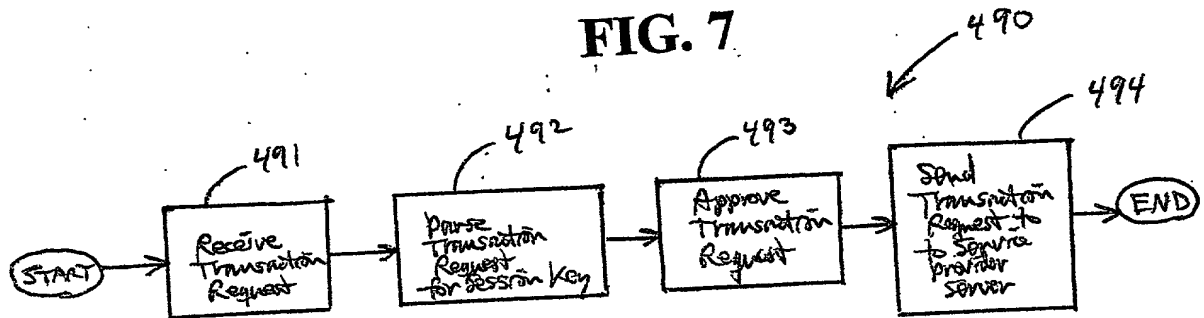 FIG. 7
490
491
492
493
494
START
Receive
Transaction
Request
Parse
Transaction
Request
for Session Key
Approve
Transaction
Request
Send
Transaction
Request to
to Service
provider
Server
END